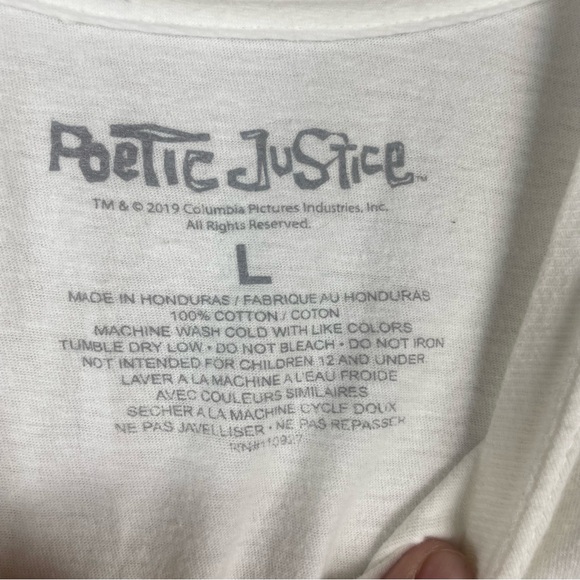 Poetic Justice™
TM & © 2019 Columbia Pictures Industries, Inc.
All Rights Reserved.
L
MADE IN HONDURAS / FABRIQUE AU HONDURAS
100% COTTON / COTON
MACHINE WASH COLD WITH LIKE COLORS
TUMBLE DRY LOW • DO NOT BLEACH • DO NOT IRON
NOT INTENDED FOR CHILDREN 12 AND UNDER
LAVER A LA MACHINE A L'EAU FROIDE
AVEC COULEURS SIMILAIRES
SECHER A LA MACHINE CYCLE DOUX
NE PAS JAVELLISER • NE PAS REPASSER
RN#110927